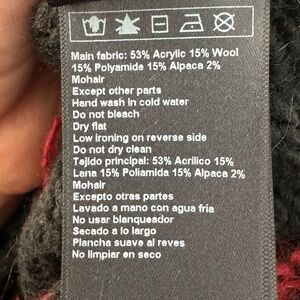 Main fabric: 53% Acrylic 15% Wool
15% Polyamide 15% Alpaca 2%
Mohair
Except other parts
Hand wash in cold water
Do not bleach
Dry flat
Low ironing on reverse side
Do not dry clean
Tejido principal: 53% Acrílico 15%
Lana 15% Poliamida 15% Alpaca 2%
Mohair
Excepto otras partes
Lavado a mano con agua fría
No usar blanqueador
Secado a lo largo
Plancha suave al reves
No limpiar en seco